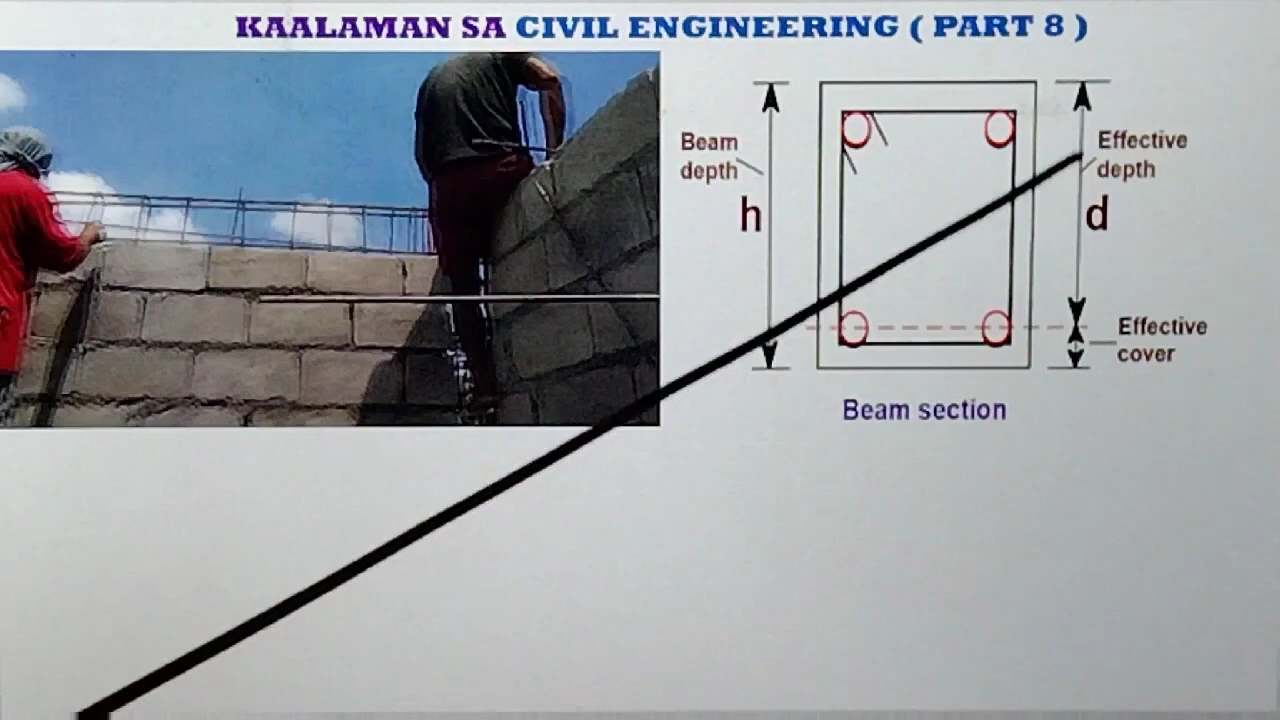 KAALAMAN SA CIVIL ENGINEERING ( PART 8 )
Beam
depth
h
Effective
depth
d
Effective
cover
Beam section